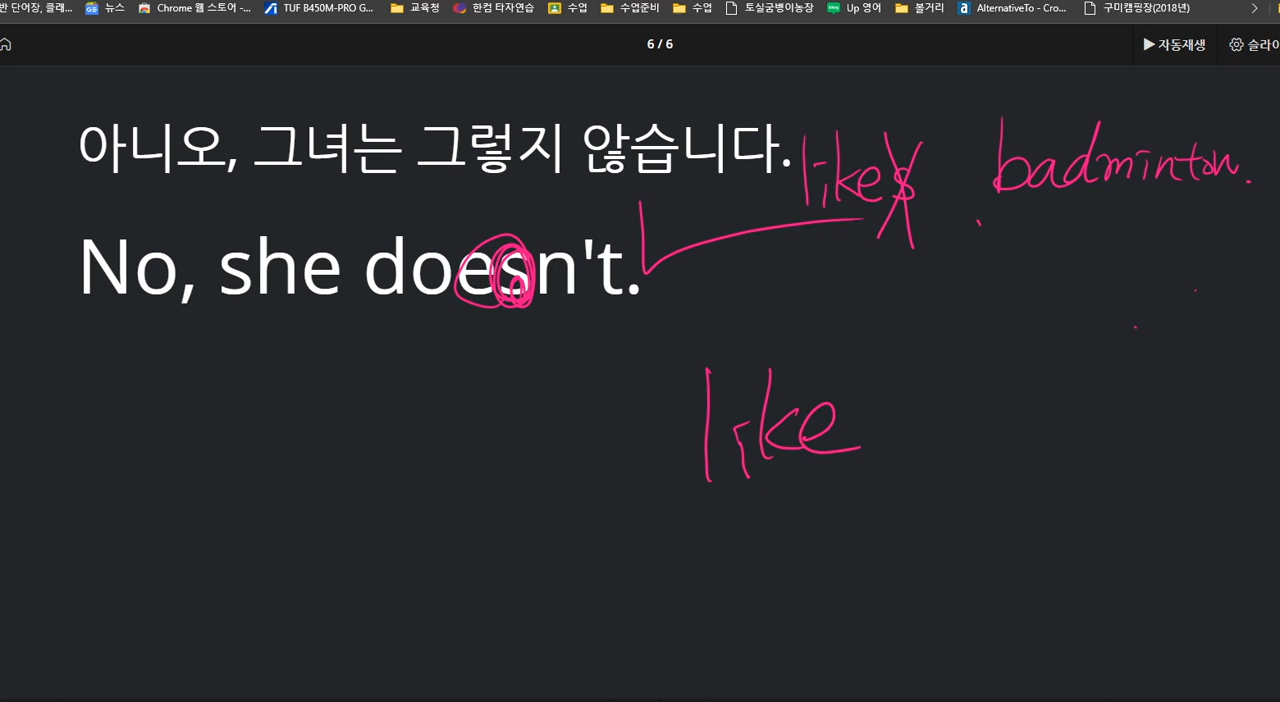 반 단어장, 클래... 뉴스 Chrome 웹 스토어 -... TUF B450M-PRO G... 교육청 한컴 타자연습 수업 수업준비 수업 토실굼벵이농장 Up 영어 볼거리 AlternativeTo - Cro... 구미캠핑장(2018년)
6 / 6 자동재생 슬라이
아니오, 그녀는 그렇지 않습니다. likes badminton.
No, she doesn't.
like